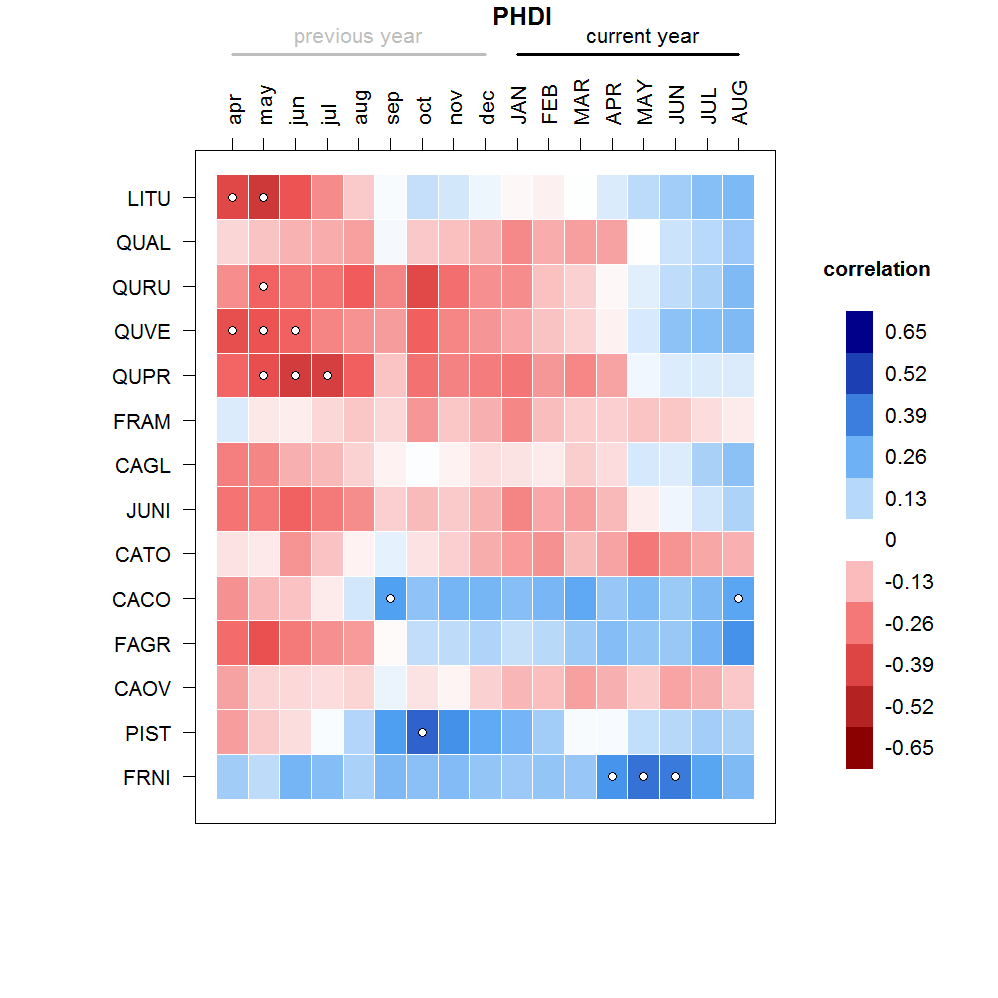 PHDI
previous year current year
apr may jun jul aug sep oct nov dec JAN FEB MAR APR MAY JUN JUL AUG
LITU
QUAL
QURU
QUVE
QUPR
FRAM
CAGL
JUNI
CATO
CACO
FAGR
CAOV
PIST
FRNI
correlation
0.65
0.52
0.39
0.26
0.13
0
-0.13
-0.26
-0.39
-0.52
-0.65